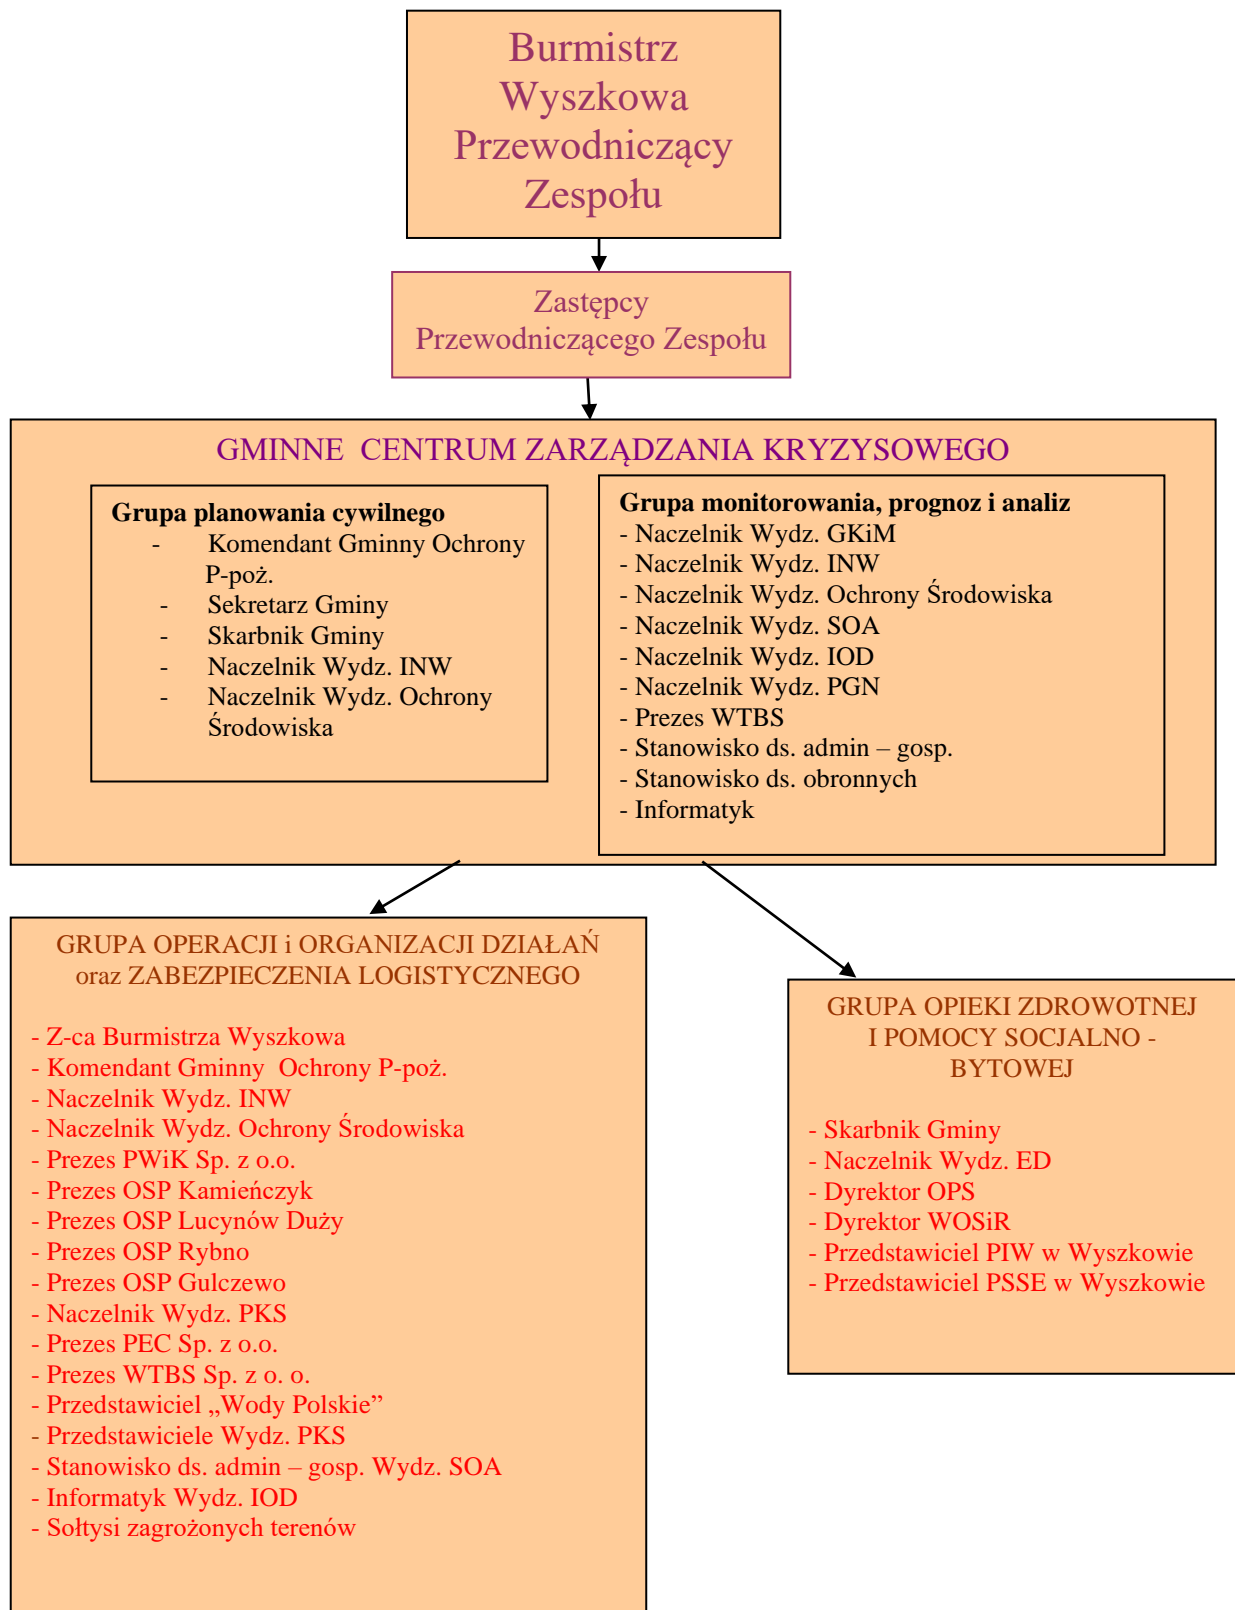 Burmistrz
Wyszkowa
Przewodniczący
Zespołu
Zastępcy
Przewodniczącego Zespołu
GMINNE CENTRUM ZARZĄDZANIA KRYZYSOWEGO
Grupa planowania cywilnego
- Komendant Gminny Ochrony
P-poż.
- Sekretarz Gminy
- Skarbnik Gminy
- Naczelnik Wydz. INW
- Naczelnik Wydz. Ochrony
Środowiska
Grupa monitorowania, prognoz i analiz
- Naczelnik Wydz. GKiM
- Naczelnik Wydz. INW
- Naczelnik Wydz. Ochrony Środowiska
- Naczelnik Wydz. SOA
- Naczelnik Wydz. IOD
- Naczelnik Wydz. PGN
- Prezes WTBS
- Stanowisko ds. admin – gosp.
- Stanowisko ds. obronnych
- Informatyk
GRUPA OPERACJI i ORGANIZACJI DZIAŁAŃ
oraz ZABEZPIECZENIA LOGISTYCZNEGO
- Z-ca Burmistrza Wyszkowa
- Komendant Gminny Ochrony P-poż.
- Naczelnik Wydz. INW
- Naczelnik Wydz. Ochrony Środowiska
- Prezes PWiK Sp. z o.o.
- Prezes OSP Kamieńczyk
- Prezes OSP Lucynów Duży
- Prezes OSP Rybno
- Prezes OSP Gulczewo
- Naczelnik Wydz. PKS
- Prezes PEC Sp. z o.o.
- Prezes WTBS Sp. z o. o.
- Przedstawiciel „Wody Polskie”
- Przedstawiciele Wydz. PKS
- Stanowisko ds. admin – gosp. Wydz. SOA
- Informatyk Wydz. IOD
- Sołtysi zagrożonych terenów
GRUPA OPIEKI ZDROWOTNEJ
I POMOCY SOCJALNO -
BYTOWEJ
- Skarbnik Gminy
- Naczelnik Wydz. ED
- Dyrektor OPS
- Dyrektor WOSiR
- Przedstawiciel PIW w Wyszkowie
- Przedstawiciel PSSE w Wyszkowie